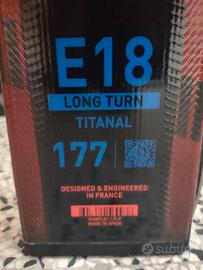 E18
LONG TURN
TITANAL
177
DESIGNED & ENGINEERED
IN FRANCE
MADE IN SPAIN
subito